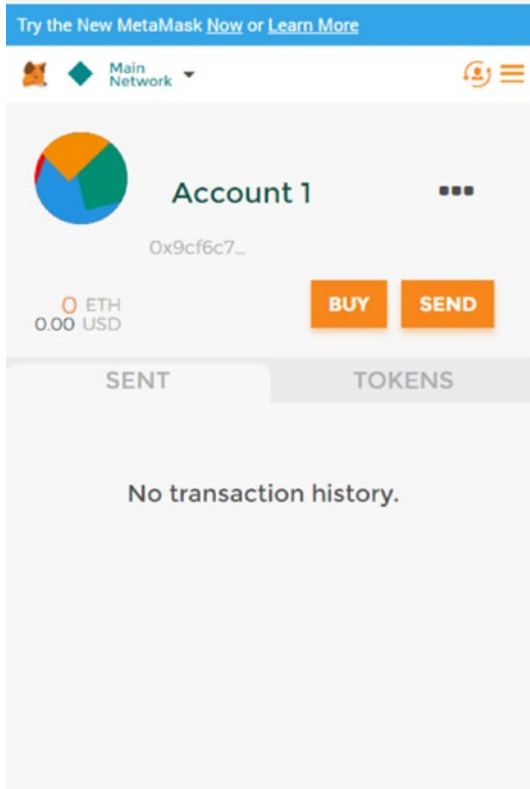 Try the New MetaMask Now or Learn More
Main
Network
Account 1
0x9cf6c7...
0 ETH
0.00 USD
BUY
SEND
SENT
TOKENS
No transaction history.